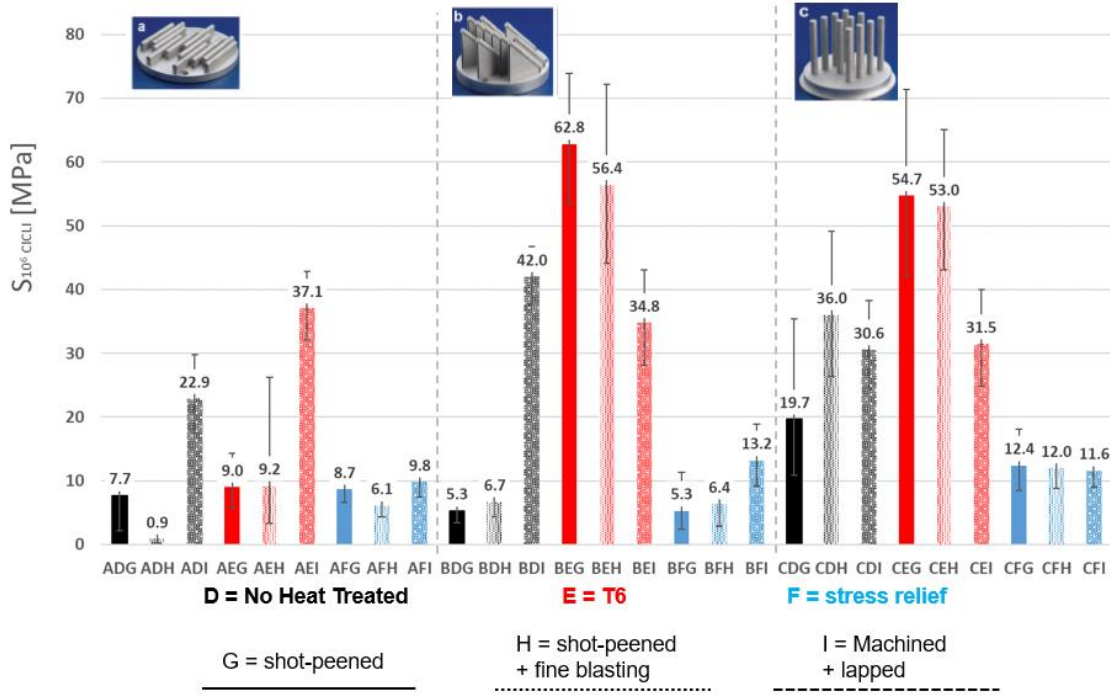 a
b
c
S10⁶ CICLI [MPa]
80
70
60
50
40
30
20
10
0
7.7
0.9
22.9
9.0
9.2
37.1
8.7
6.1
9.8
5.3
6.7
42.0
62.8
56.4
34.8
5.3
6.4
13.2
19.7
36.0
30.6
54.7
53.0
31.5
12.4
12.0
11.6
ADG ADH ADI AEG AEH AEI AFG AFH AFI BDG BDH BDI BEG BEH BEI BFG BFH BFI CDG CDH CDI CEG CEH CEI CFG CFH CFI
D = No Heat Treated
E = T6
F = stress relief
G = shot-peened
H = shot-peened
+ fine blasting
I = Machined
+ lapped